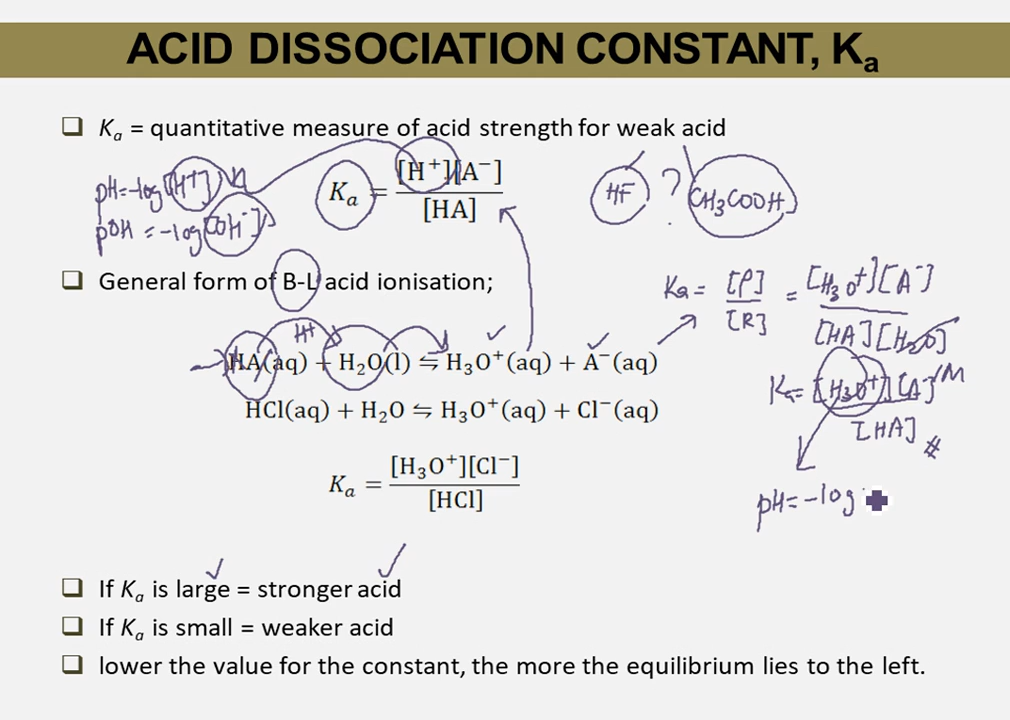 ACID DISSOCIATION CONSTANT, Kₐ
❑ Kₐ = quantitative measure of acid strength for weak acid
pH=-log[H⁺]
pOH = -log[OH⁻]
Kₐ = [H⁺][A⁻] / [HA]
HF ? CH₃COOH
❑ General form of B-L acid ionisation;
Ka = [P] / [R] = [H₃O⁺][A⁻] / [HA][H₂O]
H⁺
HA(aq) + H₂O(l) ⇋ H₃O⁺(aq) + A⁻(aq)
Ka = [H₃O⁺][A⁻] / [HA] M #
HCl(aq) + H₂O ⇋ H₃O⁺(aq) + Cl⁻(aq)
Kₐ = [H₃O⁺][Cl⁻] / [HCl]
pH = -log
❑ If Kₐ is large = stronger acid
❑ If Kₐ is small = weaker acid
❑ lower the value for the constant, the more the equilibrium lies to the left.